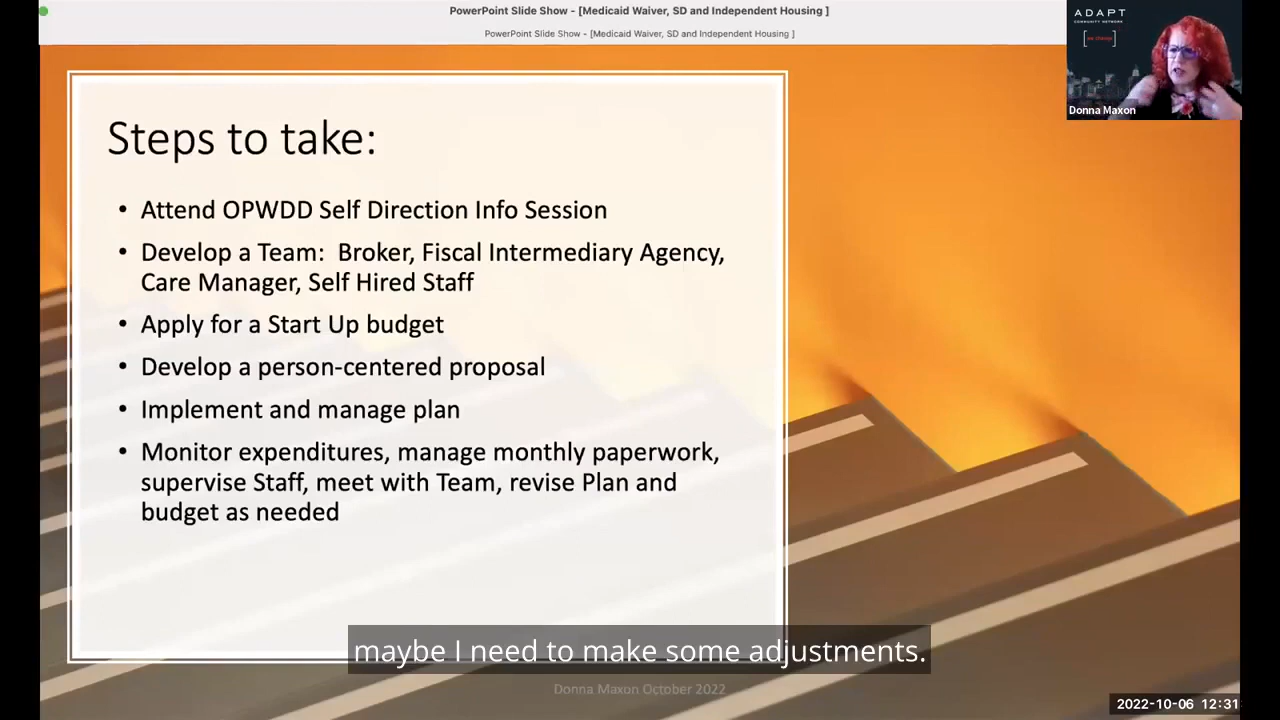 PowerPoint Slide Show - [Medicaid Waiver, SD and Independent Housing ]
PowerPoint Slide Show - [Medicaid Waiver, SD and Independent Housing ]
ADAPT
COMMUNITY NETWORK
we change
Donna Maxon
Steps to take:
• Attend OPWDD Self Direction Info Session
• Develop a Team:  Broker, Fiscal Intermediary Agency,
Care Manager, Self Hired Staff
• Apply for a Start Up budget
• Develop a person-centered proposal
• Implement and manage plan
• Monitor expenditures, manage monthly paperwork,
supervise Staff, meet with Team, revise Plan and
budget as needed
maybe I need to make some adjustments.
Donna Maxon October 2022
2022-10-06 12:31